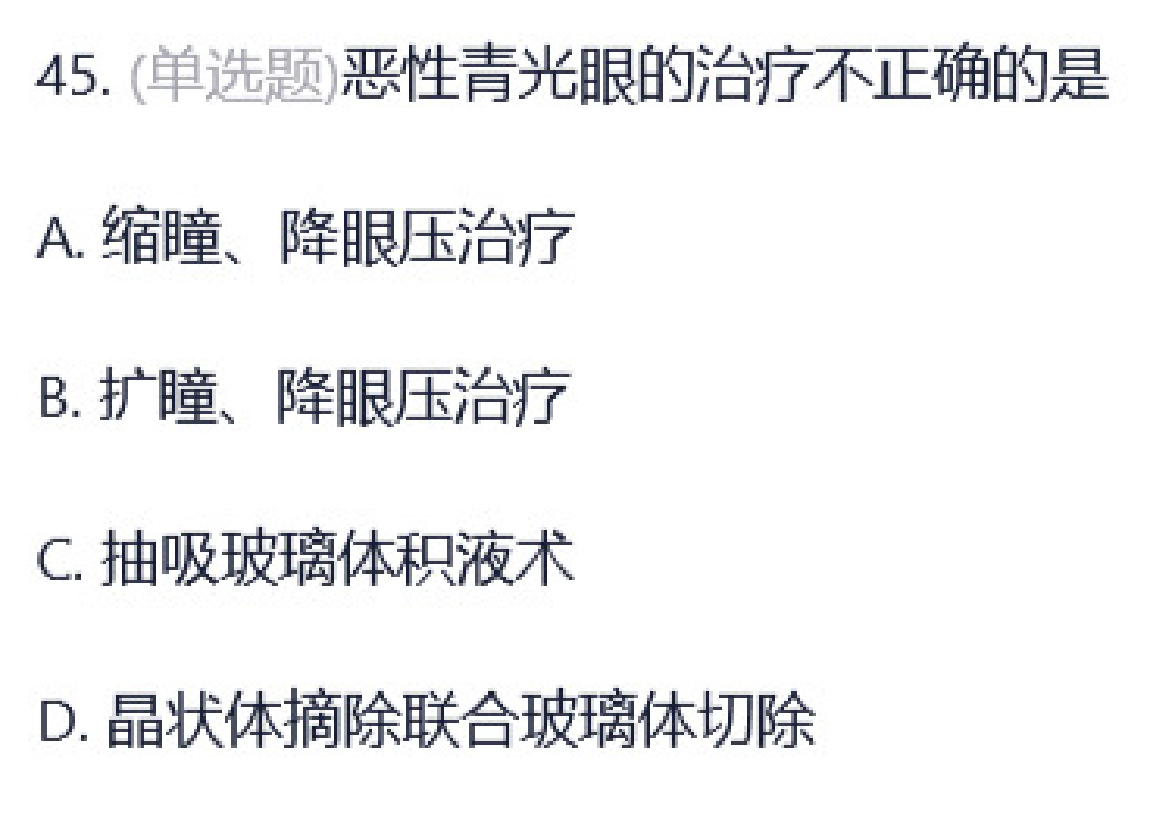 45. (单选题)恶性青光眼的治疗不正确的是
A. 缩瞳、降眼压治疗
B. 扩瞳、降眼压治疗
C. 抽吸玻璃体积液术
D. 晶状体摘除联合玻璃体切除